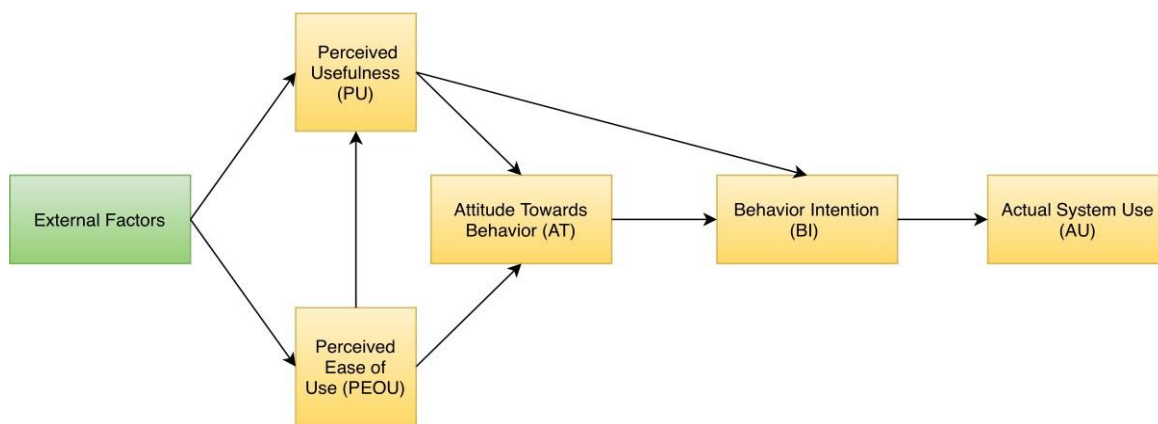 Perceived
Usefulness
(PU)
External Factors
Attitude Towards
Behavior (AT)
Behavior Intention
(BI)
Actual System Use
(AU)
Perceived
Ease of
Use (PEOU)